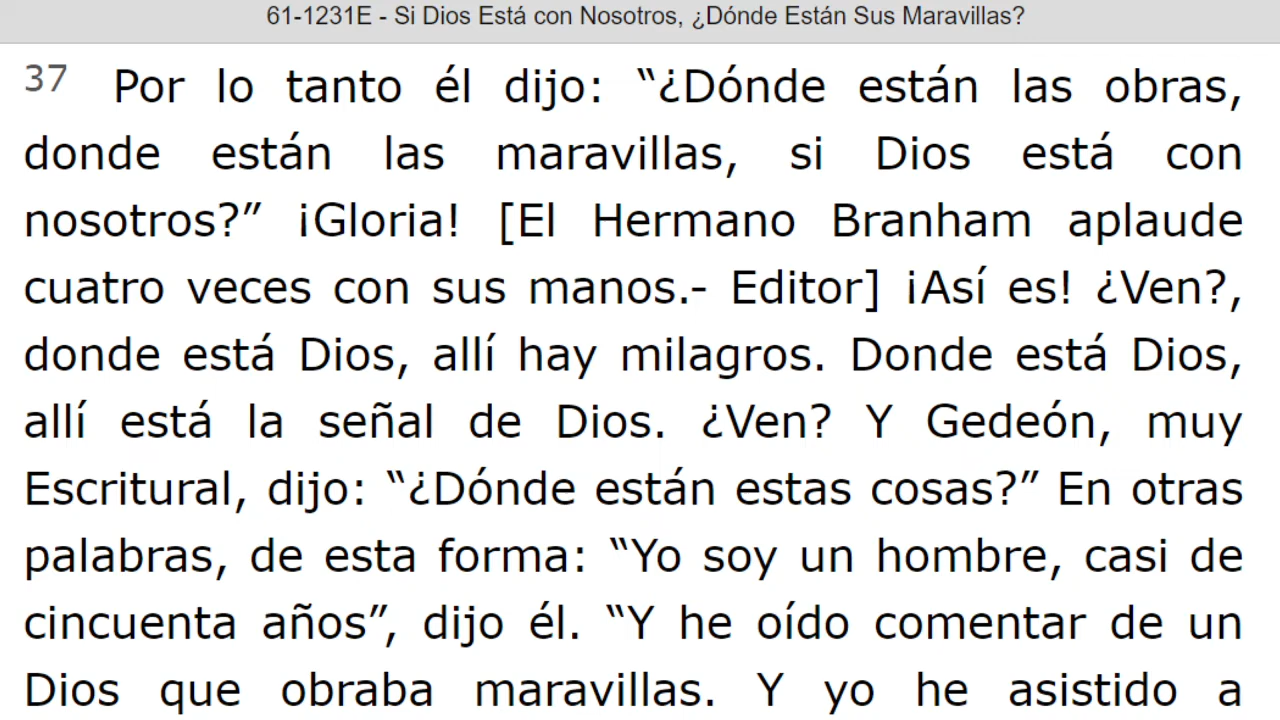 61-1231E - Si Dios Está con Nosotros, ¿Dónde Están Sus Maravillas?
37 Por lo tanto él dijo: “¿Dónde están las obras,
donde están las maravillas, si Dios está con
nosotros?” ¡Gloria! [El Hermano Branham aplaude
cuatro veces con sus manos.- Editor] ¡Así es! ¿Ven?,
donde está Dios, allí hay milagros. Donde está Dios,
allí está la señal de Dios. ¿Ven? Y Gedeón, muy
Escritural, dijo: “¿Dónde están estas cosas?” En otras
palabras, de esta forma: “Yo soy un hombre, casi de
cincuenta años”, dijo él. “Y he oído comentar de un
Dios que obraba maravillas. Y yo he asistido a